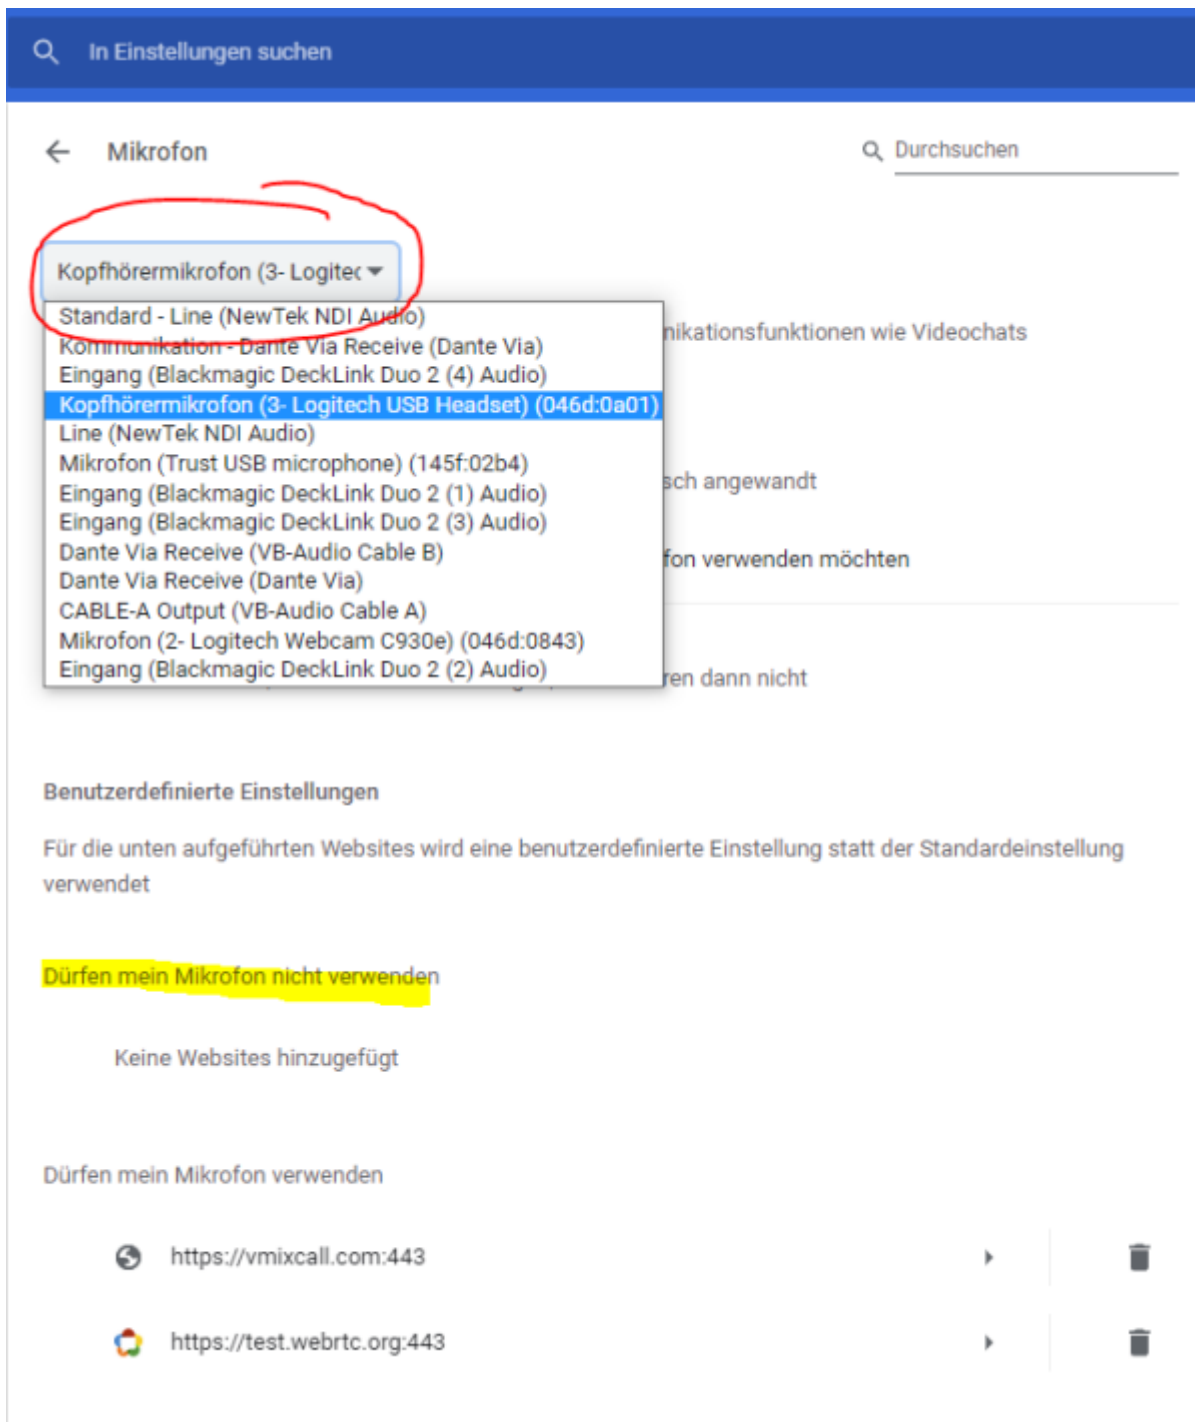 In Einstellungen suchen
Mikrofon
Durchsuchen
Kopfhörermikrofon (3- Logitec
Standard - Line (NewTek NDI Audio)
Kommunikation - Dante Via Receive (Dante Via)
nikationsfunktionen wie Videochats
Eingang (Blackmagic DeckLink Duo 2 (4) Audio)
Kopfhörermikrofon (3- Logitech USB Headset) (046d:0a01)
Line (NewTek NDI Audio)
Mikrofon (Trust USB microphone) (145f:02b4)
sch angewandt
Eingang (Blackmagic DeckLink Duo 2 (1) Audio)
Eingang (Blackmagic DeckLink Duo 2 (3) Audio)
Dante Via Receive (VB-Audio Cable B)
fon verwenden möchten
Dante Via Receive (Dante Via)
CABLE-A Output (VB-Audio Cable A)
Mikrofon (2- Logitech Webcam C930e) (046d:0843)
Eingang (Blackmagic DeckLink Duo 2 (2) Audio)
ren dann nicht
Benutzerdefinierte Einstellungen
Für die unten aufgeführten Websites wird eine benutzerdefinierte Einstellung statt der Standardeinstellung
verwendet
Dürfen mein Mikrofon nicht verwenden
Keine Websites hinzugefügt
Dürfen mein Mikrofon verwenden
https://vmixcall.com:443
https://test.webrtc.org:443